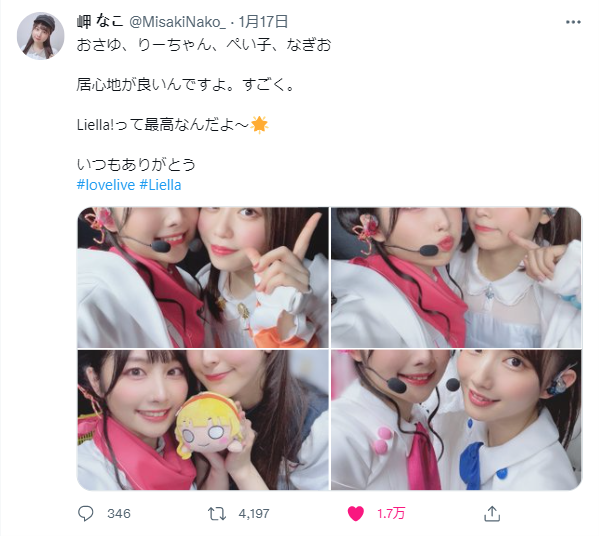 岬 なこ @MisakiNako_ · 1月17日
おさゆ、りーちゃん、ぺい子、なぎお
居心地が良いんですよ。すごく。
Liella!って最高なんだよ〜🌟
いつもありがとう
#lovelive #Liella
346 4,197 1.7万